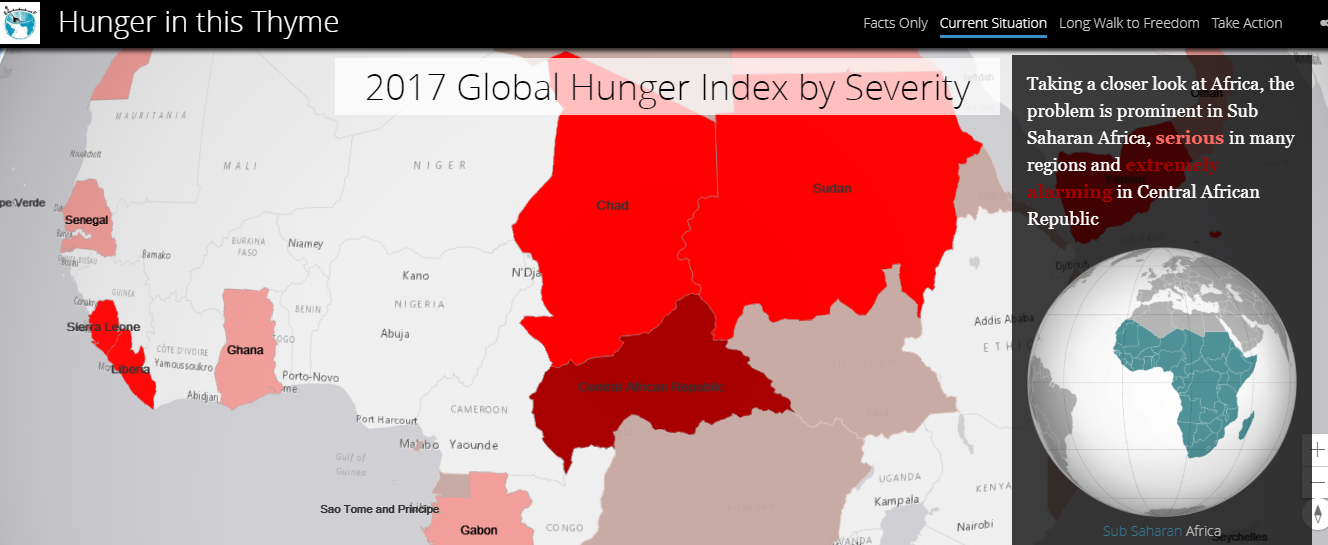 Hunger in this Thyme
Facts Only
Current Situation
Long Walk to Freedom
Take Action
2017 Global Hunger Index by Severity
Taking a closer look at Africa, the
problem is prominent in Sub
Saharan Africa, serious in many
regions and extremely
alarming in Central African
Republic
Oman
MAURITANIA
Nouakchott
MALI
NIGER
Jeddah
pe Verde
Senegal
Chad
Sudan
BURKINA
FASO
Niamey
Bamako
Kano
N'Dja
GUINEA
NIGERIA
BENIN
Djibouti
Sierra Leone
Abuja
Addis Ababa
ETHI
Ghana
TOGO
CÔTE D'IVOIRE
Yamoussoukro
Liberia
Abidjan
Porto-Novo
Central African Republic
CAMEROON
Port Harcourt
Malabo
Yaounde
Gulf of
Guinea
UGANDA
KENYA
Kampala
Sao Tome and Principe
Gabon
CONGO
Nairobi
Sub Saharan Africa
Seychelles